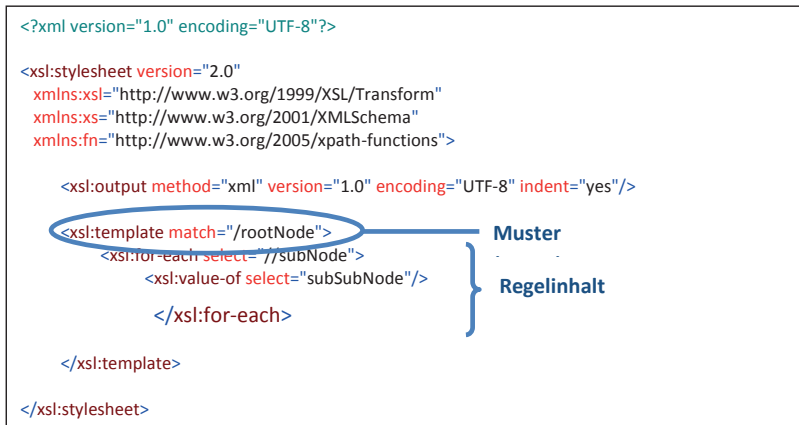 <?xml version="1.0" encoding="UTF-8"?>
<xsl:stylesheet version="2.0"
xmlns:xsl="http://www.w3.org/1999/XSL/Transform"
xmlns:xs="http://www.w3.org/2001/XMLSchema"
xmlns:fn="http://www.w3.org/2005/xpath-functions">
<xsl:output method="xml" version="1.0" encoding="UTF-8" indent="yes"/>
<xsl:template match="/rootNode"> Muster
<xsl:for-each select="//subNode">
<xsl:value-of select="subSubNode"/> Regelinhalt
</xsl:for-each>
</xsl:template>
</xsl:stylesheet>